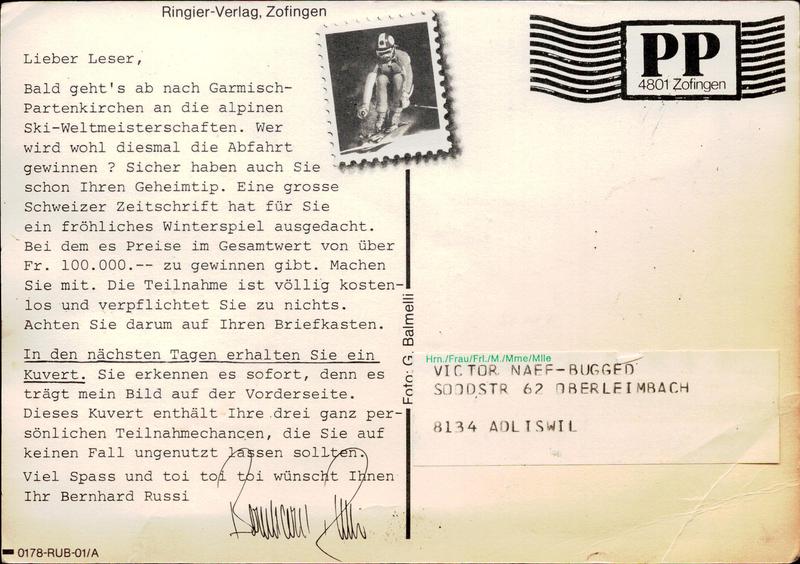 Ringier-Verlag, Zofingen
Lieber Leser,
Bald geht's ab nach Garmisch-
Partenkirchen an die alpinen
Ski-Weltmeisterschaften. Wer
wird wohl diesmal die Abfahrt
gewinnen ? Sicher haben auch Sie
schon Ihren Geheimtip. Eine grosse
Schweizer Zeitschrift hat für Sie
ein fröhliches Winterspiel ausgedacht.
Bei dem es Preise im Gesamtwert von über
Fr. 100.000.-- zu gewinnen gibt. Machen
Sie mit. Die Teilnahme ist völlig kosten-
los und verpflichtet Sie zu nichts.
Achten Sie darum auf Ihren Briefkasten.
In den nächsten Tagen erhalten Sie ein
Kuvert. Sie erkennen es sofort, denn es
trägt mein Bild auf der Vorderseite.
Dieses Kuvert enthält Ihre drei ganz per-
sönlichen Teilnahmechancen, die Sie auf
keinen Fall ungenutzt lassen sollten.
Viel Spass und toi toi toi wünscht Ihnen
Ihr Bernhard Russi
Bernhard Russi
0178-RUB-01/A
Foto: G. Balmelli
PP
4801 Zofingen
Hrn./Frau/Frl./M./Mme/Mlle
VICTOR NAEF-BUGGED
SOODSTR 62 OBERLEIMBACH
8134 ADLISWIL